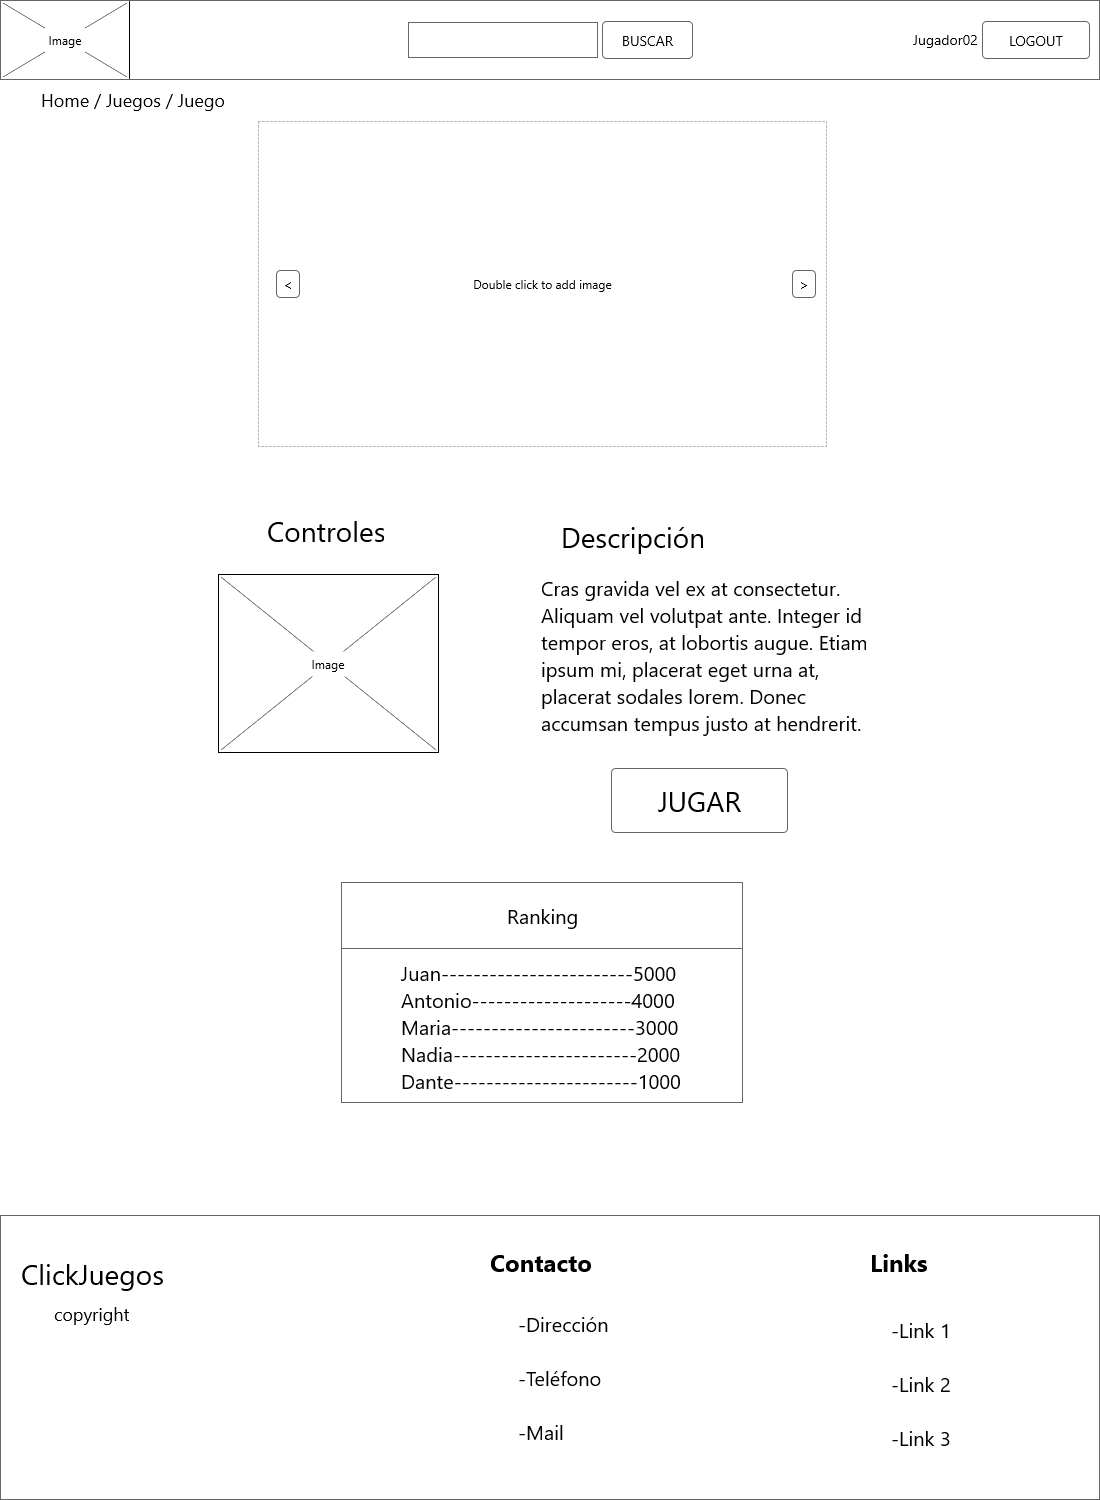 Image
BUSCAR
Jugador02
LOGOUT
Home / Juegos / Juego
<
Double click to add image
>
Controles
Image
Descripción
Cras gravida vel ex at consectetur.
Aliquam vel volutpat ante. Integer id
tempor eros, at lobortis augue. Etiam
ipsum mi, placerat eget urna at,
placerat sodales lorem. Donec
accumsan tempus justo at hendrerit.
JUGAR
Ranking
Juan------------------------5000
Antonio--------------------4000
Maria-----------------------3000
Nadia-----------------------2000
Dante-----------------------1000
ClickJuegos
copyright
Contacto
-Dirección
-Teléfono
-Mail
Links
-Link 1
-Link 2
-Link 3